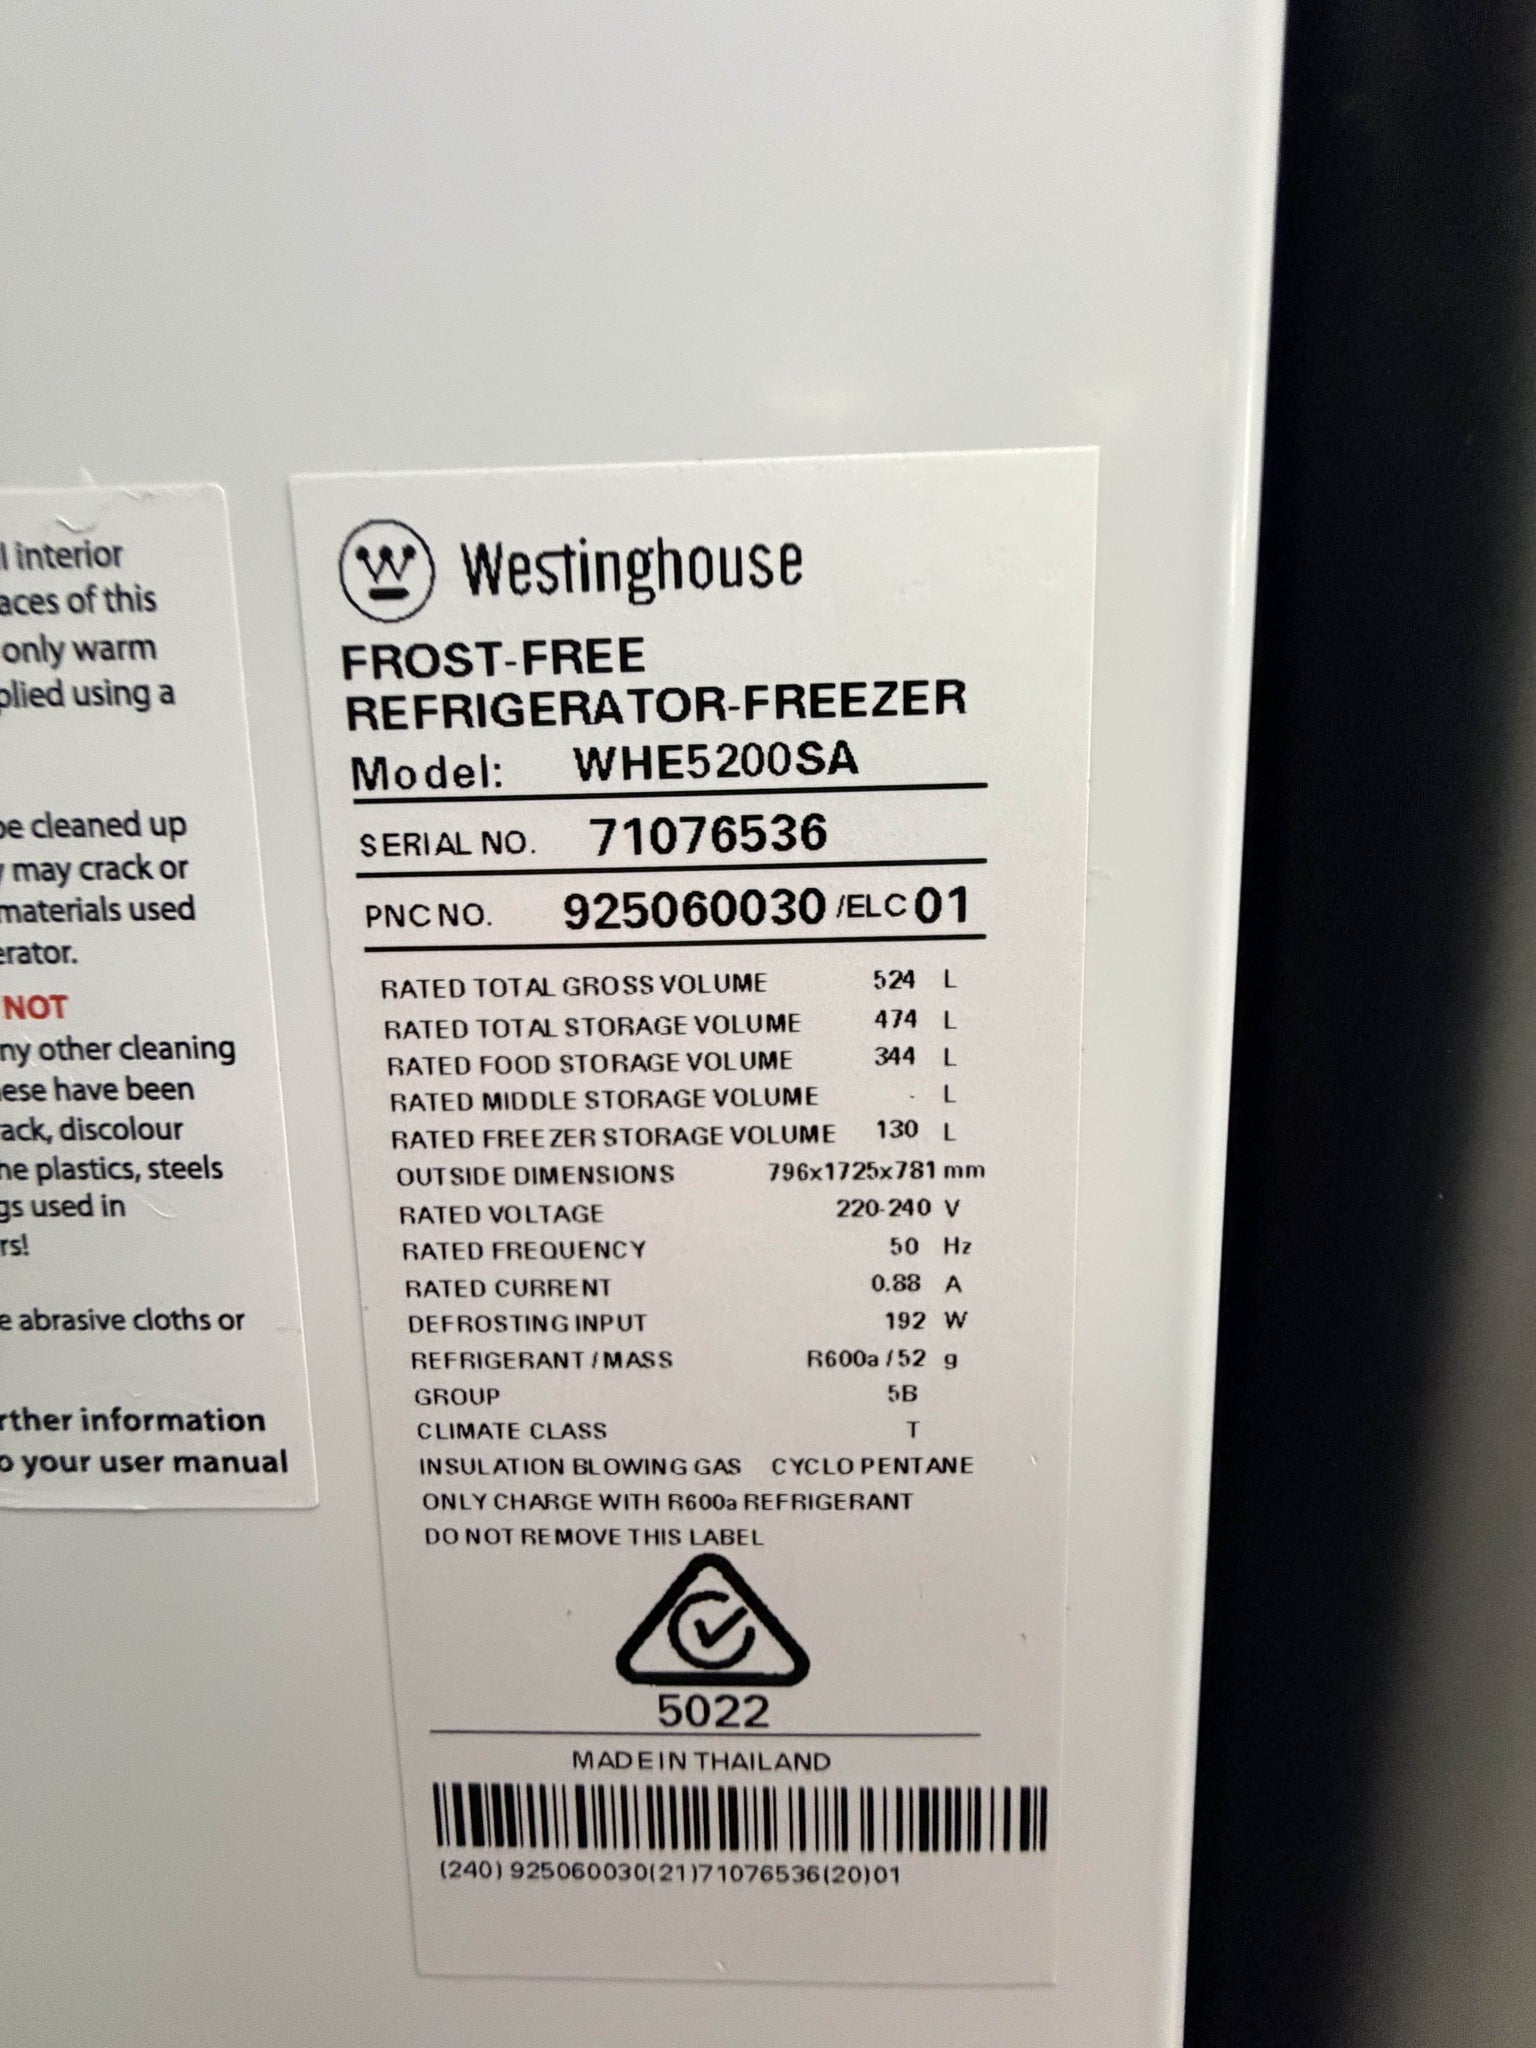 l interior
aces of this
only warm
plied using a
be cleaned up
y may crack or
materials used
erator.
NOT
ny other cleaning
ese have been
ack, discolour
he plastics, steels
gs used in
rs!
e abrasive cloths or
rther information
o your user manual
W Westinghouse
FROST-FREE
REFRIGERATOR-FREEZER
Model: WHE5200SA
SERIAL NO. 71076536
PNC NO. 925060030 /ELC 01
RATED TOTAL GROSS VOLUME 524 L
RATED TOTAL STORAGE VOLUME 474 L
RATED FOOD STORAGE VOLUME 344 L
RATED MIDDLE STORAGE VOLUME - L
RATED FREEZER STORAGE VOLUME 130 L
OUTSIDE DIMENSIONS 796x1725x781 mm
RATED VOLTAGE 220-240 V
RATED FREQUENCY 50 Hz
RATED CURRENT 0.88 A
DEFROSTING INPUT 192 W
REFRIGERANT / MASS R600a / 52 g
GROUP 5B
CLIMATE CLASS T
INSULATION BLOWING GAS CYCLO PENTANE
ONLY CHARGE WITH R600a REFRIGERANT
DO NOT REMOVE THIS LABEL
5022
MADE IN THAILAND
(240) 925060030(21)71076536(20)01